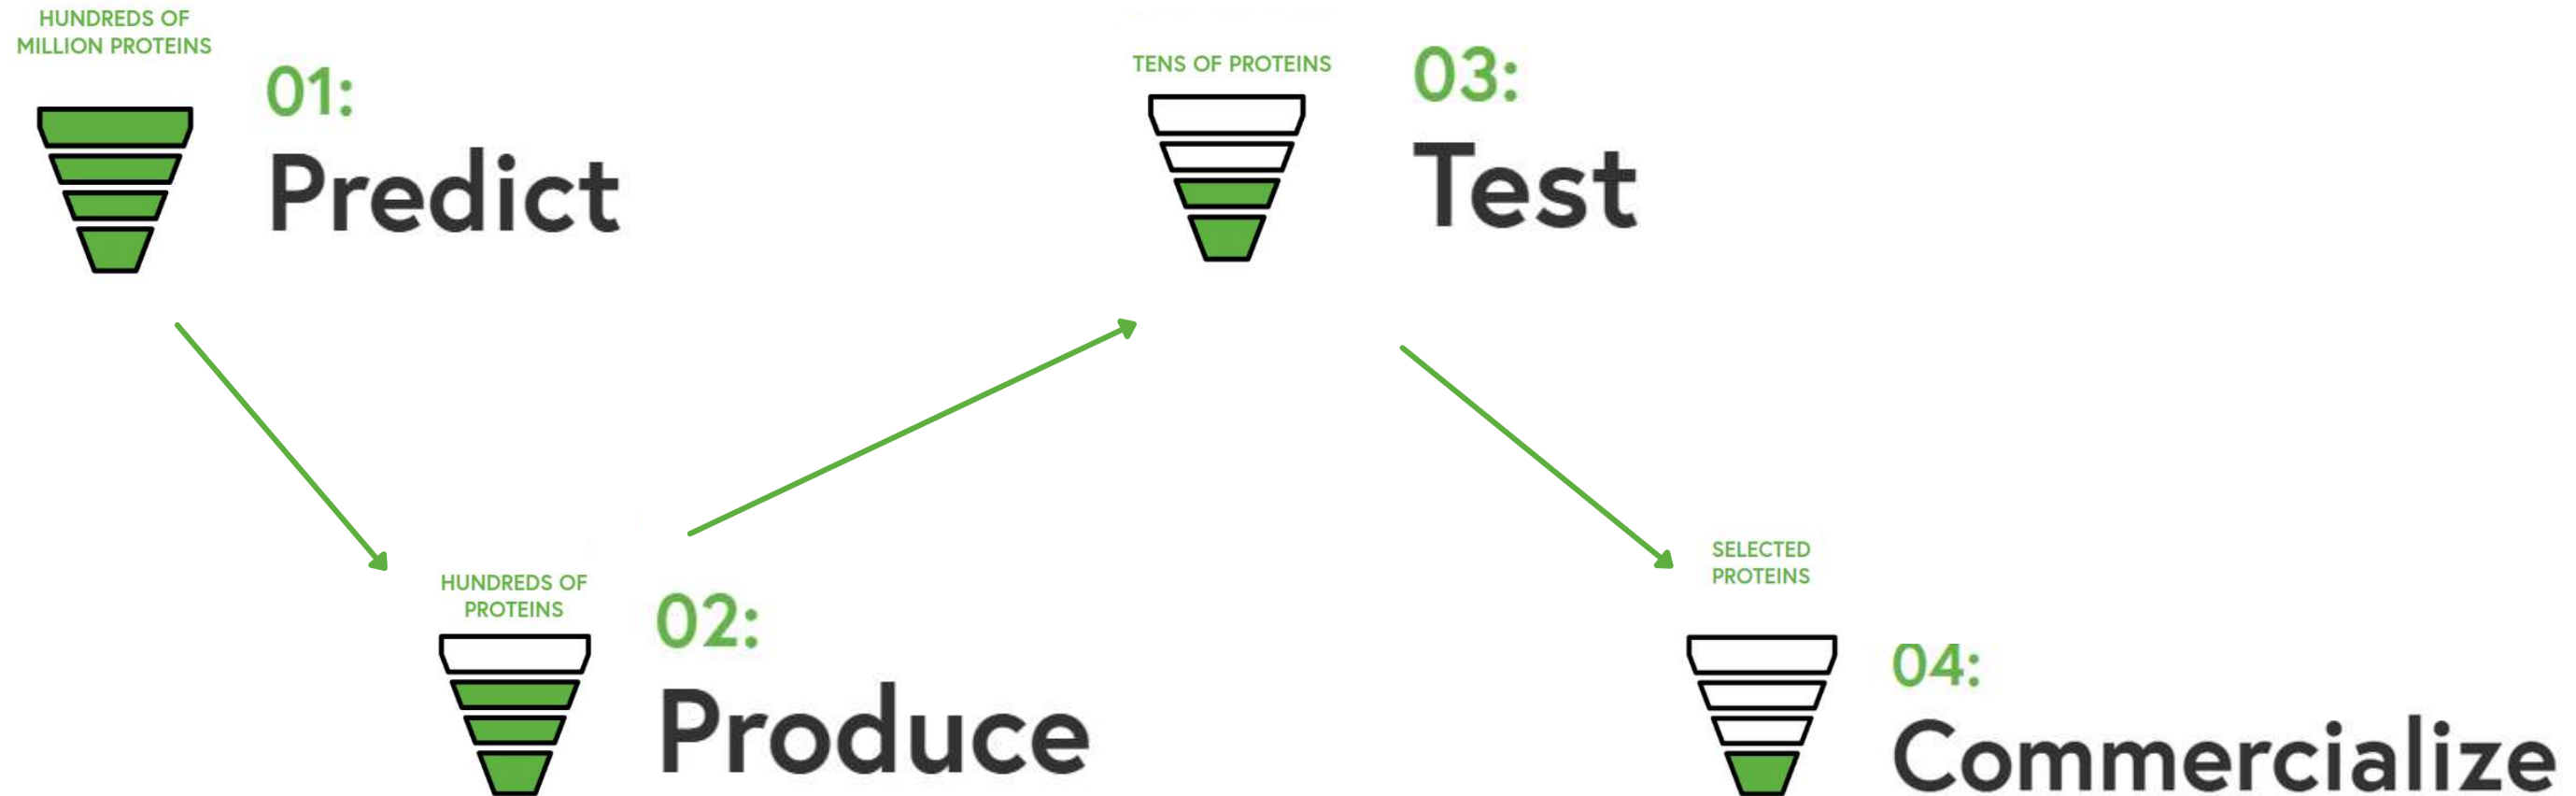 HUNDREDS OF
MILLION PROTEINS
01:
Predict
HUNDREDS OF
PROTEINS
02:
Produce
TENS OF PROTEINS
03:
Test
SELECTED
PROTEINS
04:
Commercialize